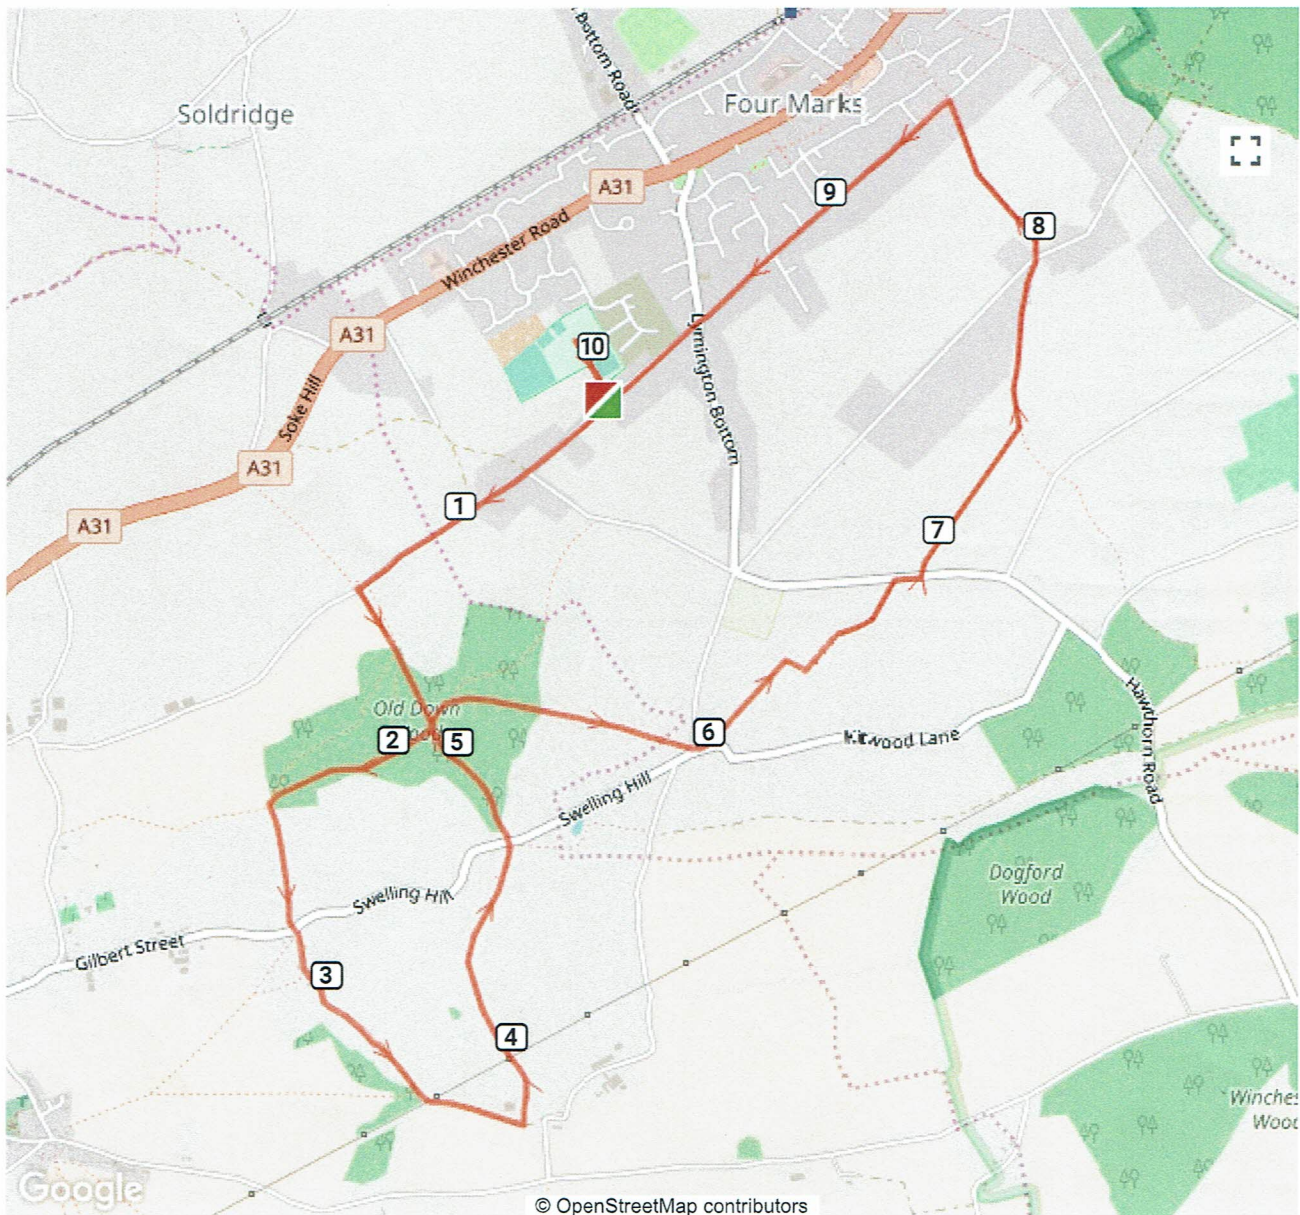 Bottom Road
Four Marks
Soldridge
A31
9
Winchester Road
8
A31
10
Lymington Bottom
Soke Hill
A31
1
A31
7
Old Down
2
5
6
Kitwood Lane
Hawthorn Road
Swelling Hill
Dogford
Wood
Swelling Hill
Gilbert Street
3
4
Winches
Wood
Google
© OpenStreetMap contributors